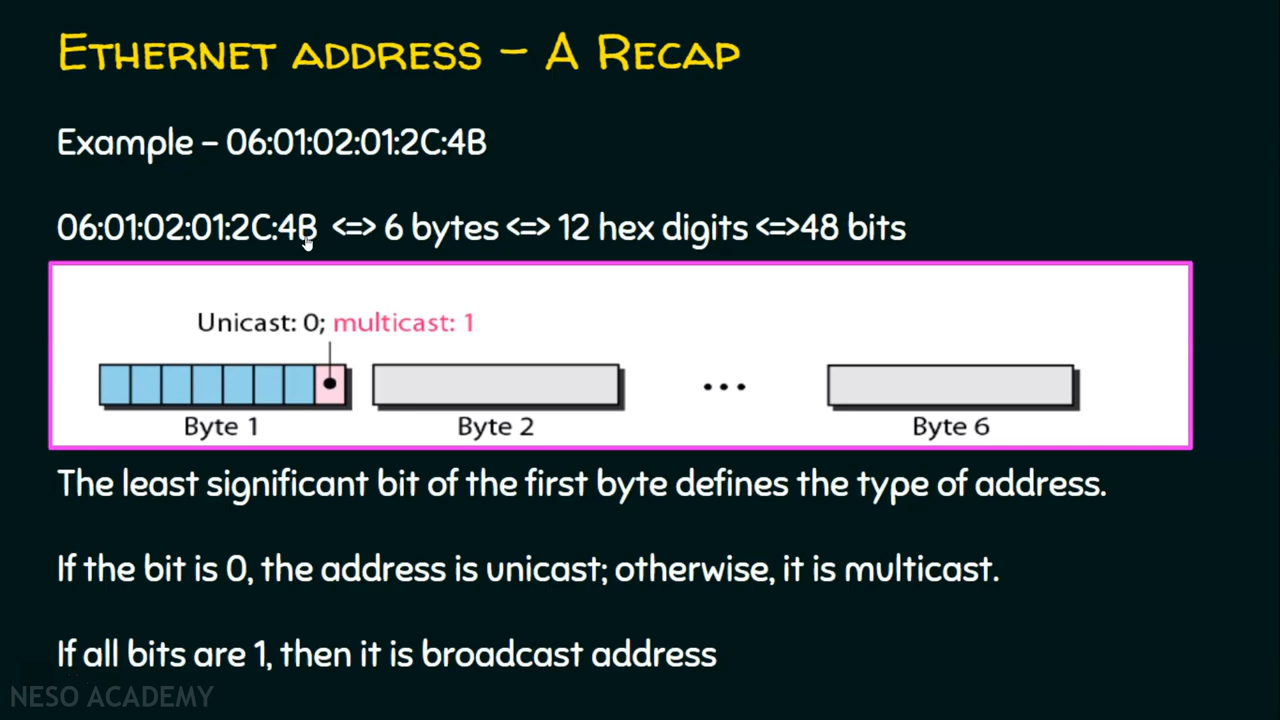 ETHERNET ADDRESS – A RECAP
Example – 06:01:02:01:2C:4B
06:01:02:01:2C:4B <=> 6 bytes <=> 12 hex digits <=>48 bits
Unicast: 0; multicast: 1
Byte 1 Byte 2 ... Byte 6
The least significant bit of the first byte defines the type of address.
If the bit is 0, the address is unicast; otherwise, it is multicast.
If all bits are 1, then it is broadcast address
NESO ACADEMY